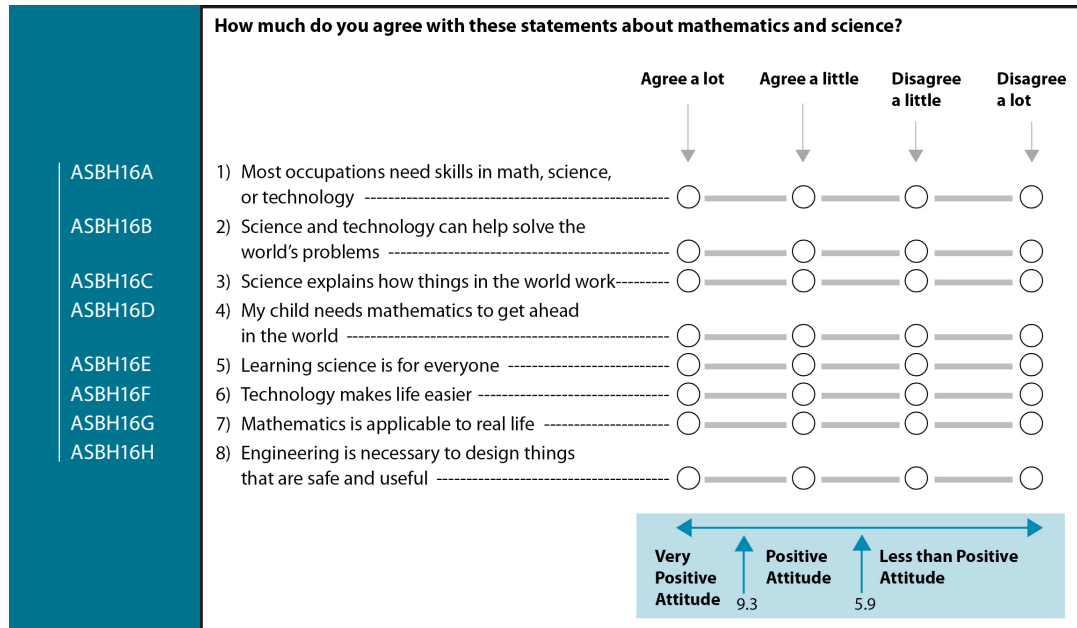 How much do you agree with these statements about mathematics and science?
Agree a lot
Agree a little
Disagree
a little
Disagree
a lot
ASBH16A
1) Most occupations need skills in math, science,
or technology
ASBH16B
2) Science and technology can help solve the
world’s problems
ASBH16C
3) Science explains how things in the world work
ASBH16D
4) My child needs mathematics to get ahead
in the world
ASBH16E
5) Learning science is for everyone
ASBH16F
6) Technology makes life easier
ASBH16G
7) Mathematics is applicable to real life
ASBH16H
8) Engineering is necessary to design things
that are safe and useful
Very
Positive
Attitude
9.3
Positive
Attitude
5.9
Less than Positive
Attitude